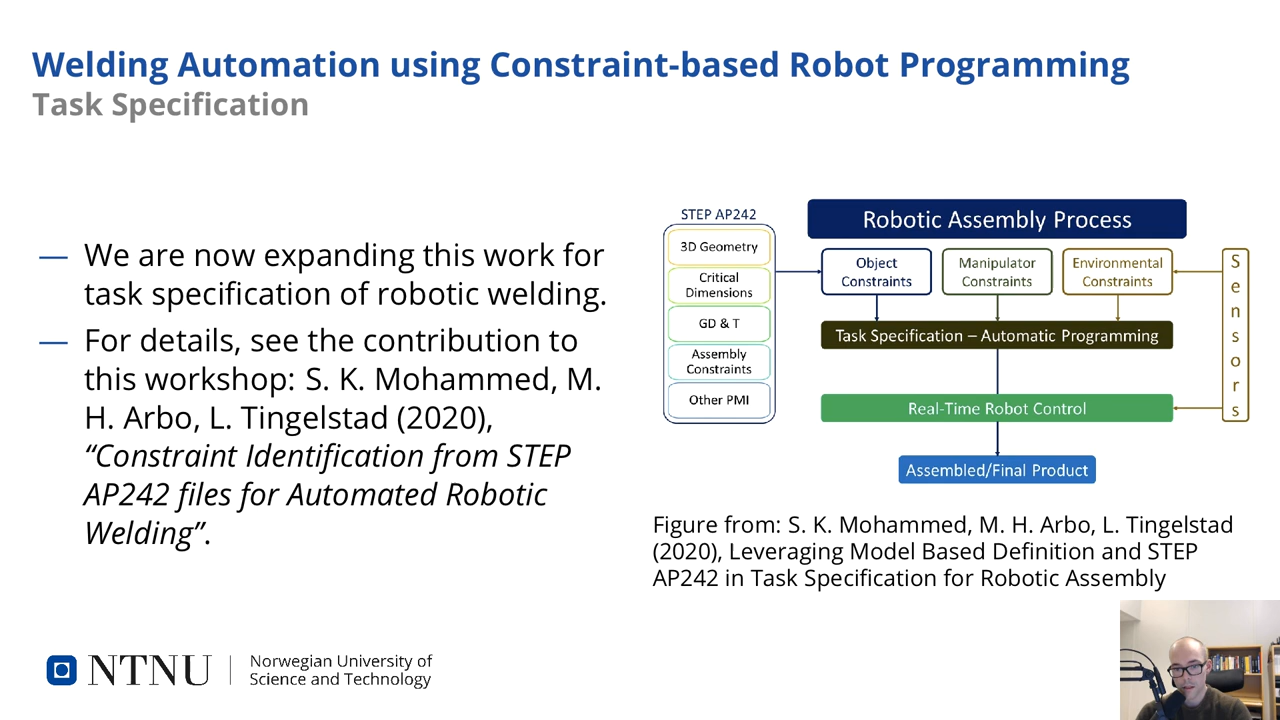 Welding Automation using Constraint-based Robot Programming
Task Specification
— We are now expanding this work for
task specification of robotic welding.
— For details, see the contribution to
this workshop: S. K. Mohammed, M.
H. Arbo, L. Tingelstad (2020),
“Constraint Identification from STEP
AP242 files for Automated Robotic
Welding”.
STEP AP242
3D Geometry
Critical
Dimensions
GD & T
Assembly
Constraints
Other PMI
Robotic Assembly Process
Object
Constraints
Manipulator
Constraints
Environmental
Constraints
Task Specification – Automatic Programming
Real-Time Robot Control
Assembled/Final Product
S
e
n
s
o
r
s
Figure from: S. K. Mohammed, M. H. Arbo, L. Tingelstad
(2020), Leveraging Model Based Definition and STEP
AP242 in Task Specification for Robotic Assembly
NTNU
Norwegian University of
Science and Technology